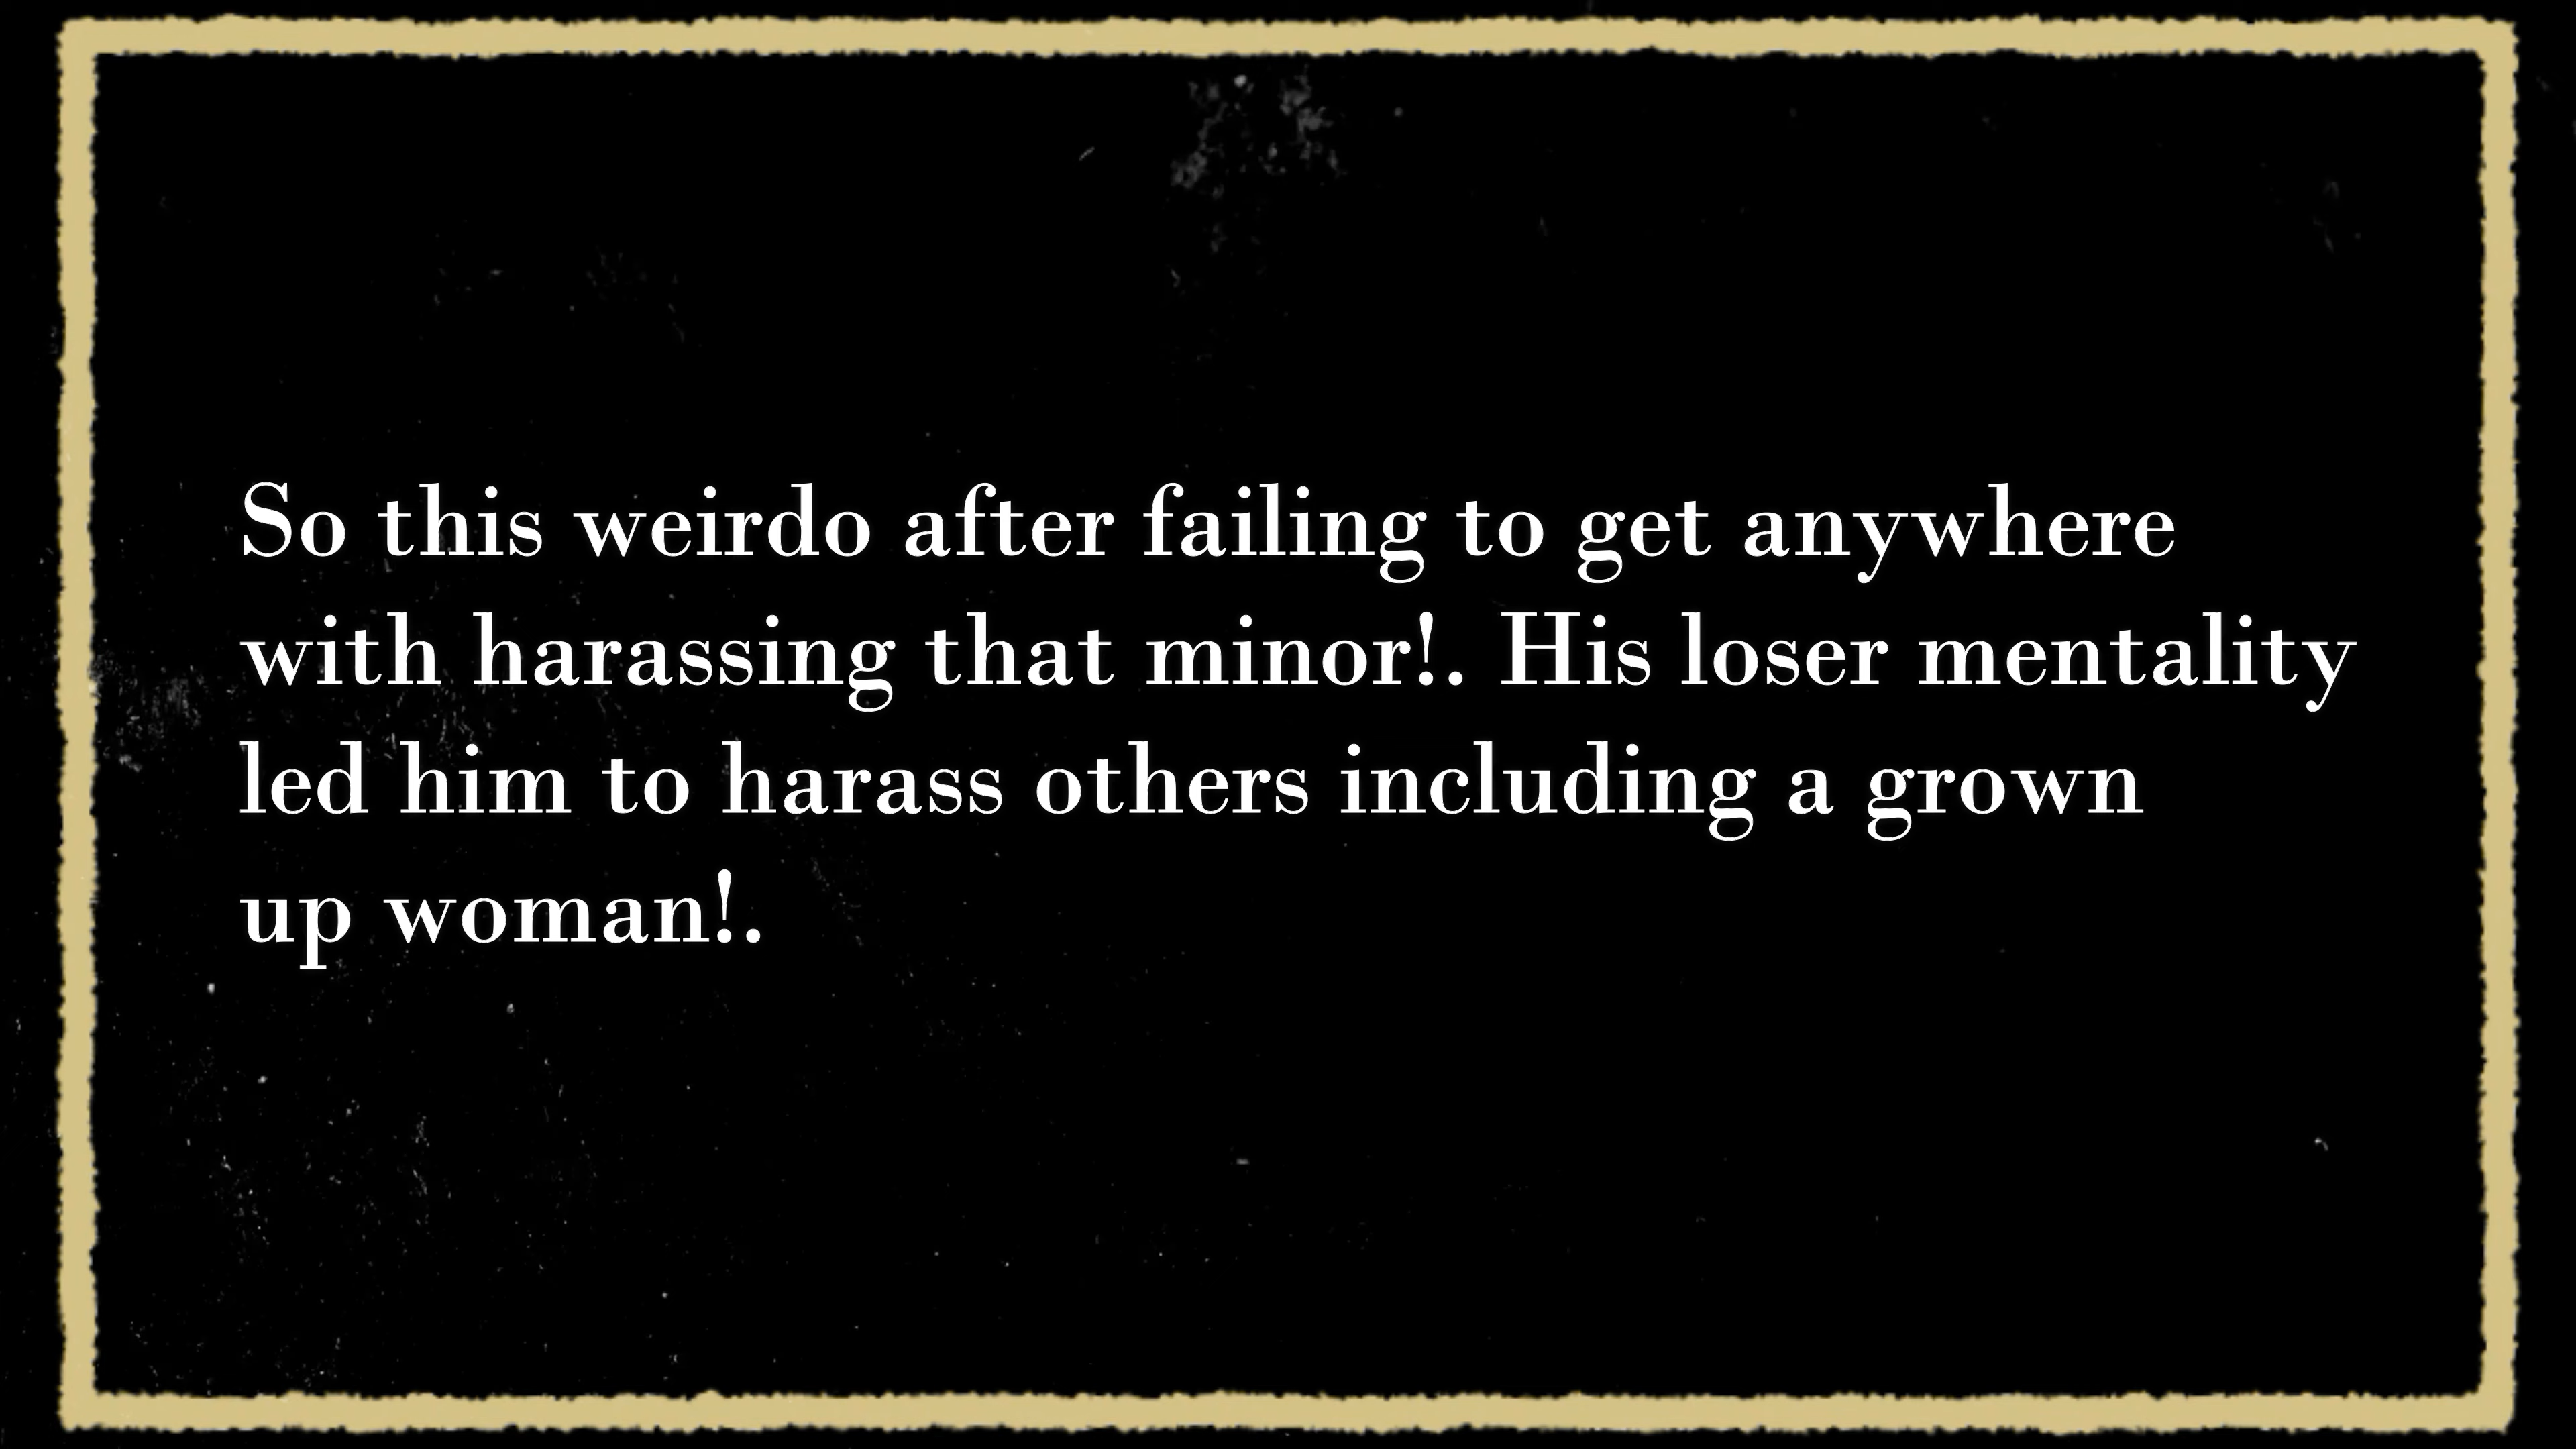 So this weirdo after failing to get anywhere
with harassing that minor!. His loser mentality
led him to harass others including a grown
up woman!.